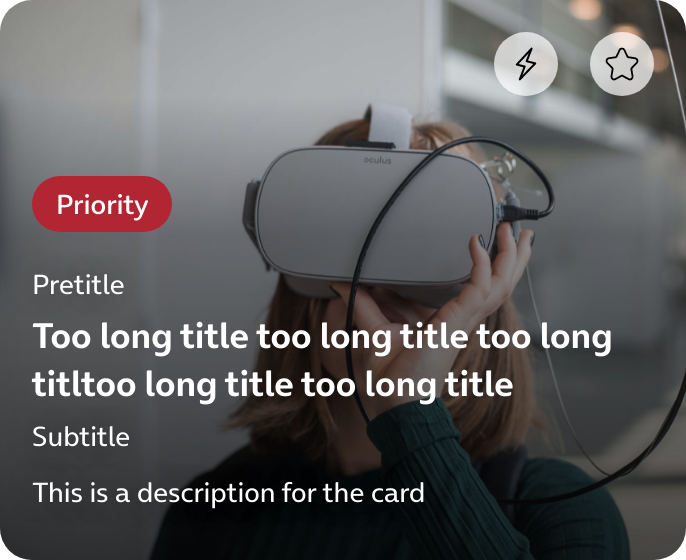 oculus
Priority
Pretitle
Too long title too long title too long
titltoo long title too long title
Subtitle
This is a description for the card